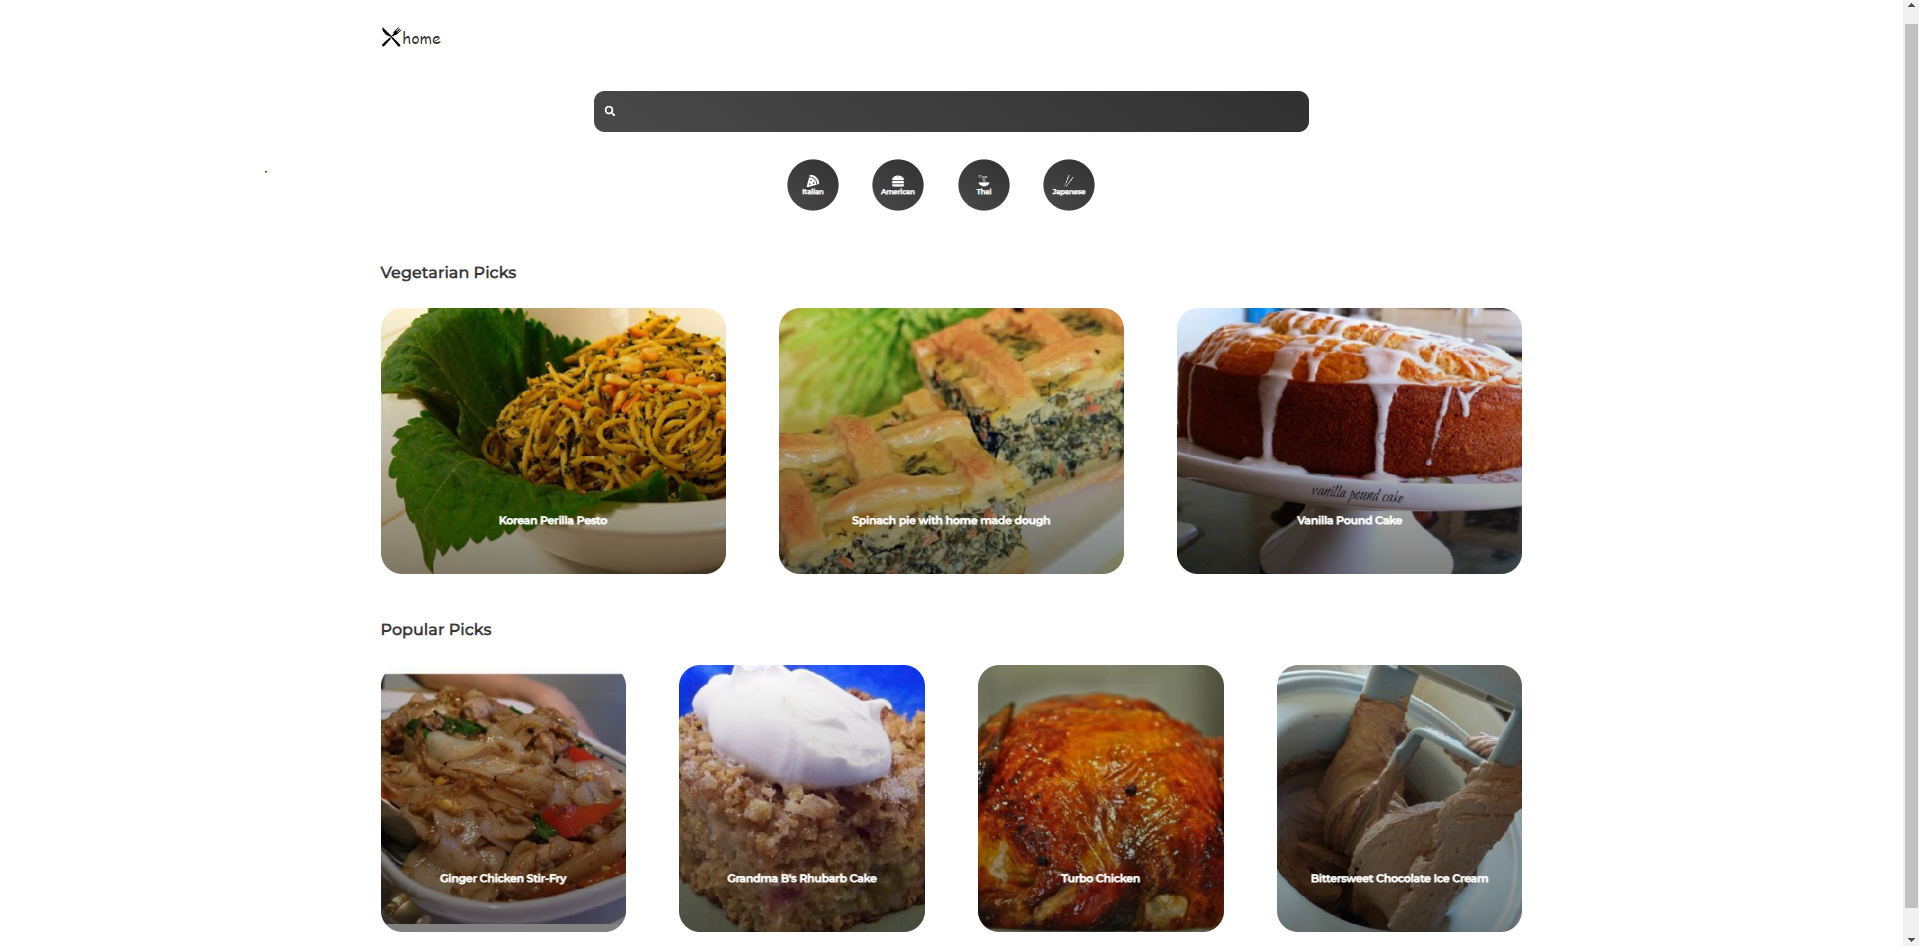 home
Italian
American
Thai
Japanese
Vegetarian Picks
Korean Perilla Pesto
Spinach pie with home made dough
vanilla pound cake
Vanilla Pound Cake
Popular Picks
Ginger Chicken Stir-Fry
Grandma B's Rhubarb Cake
Turbo Chicken
Bittersweet Chocolate Ice Cream